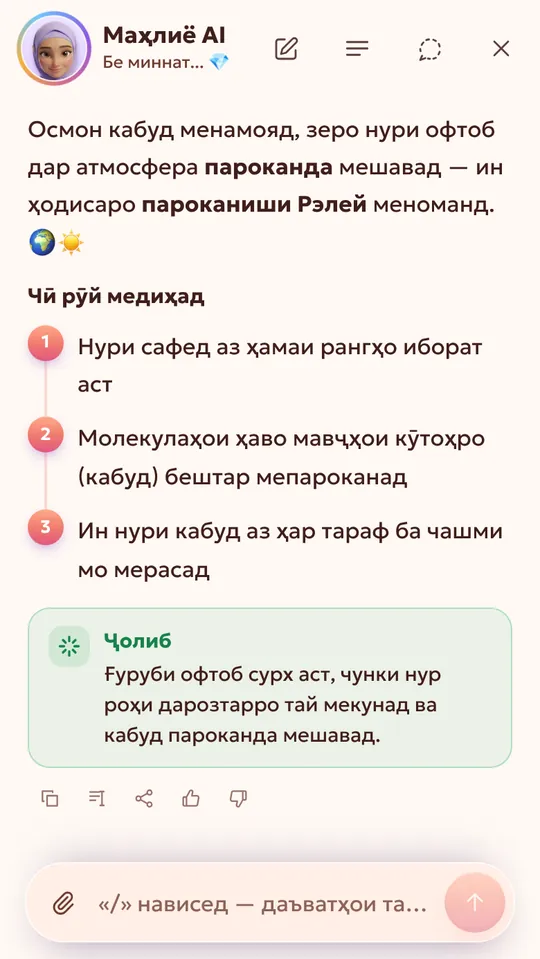 Маҳлиё AI
Бе миннат... 💎
Осмон кабуд менамояд, зеро нури офтоб
дар атмосфера пароканда мешавад — ин
ҳодисаро пароканиши Рэлей меноманд.
🌍☀️
Чӣ рӯй медиҳад
1 Нури сафед аз ҳамаи рангҳо иборат
аст
2 Молекулаҳои ҳаво мавҷҳои кӯтоҳро
(кабуд) бештар мепароканад
3 Ин нури кабуд аз ҳар тараф ба чашми
мо мерасад
Ҷолиб
Ғуруби офтоб сурх аст, чунки нур
роҳи дарозтарро тай мекунад ва
кабуд пароканда мешавад.
«/» нависед — даъватҳои та...